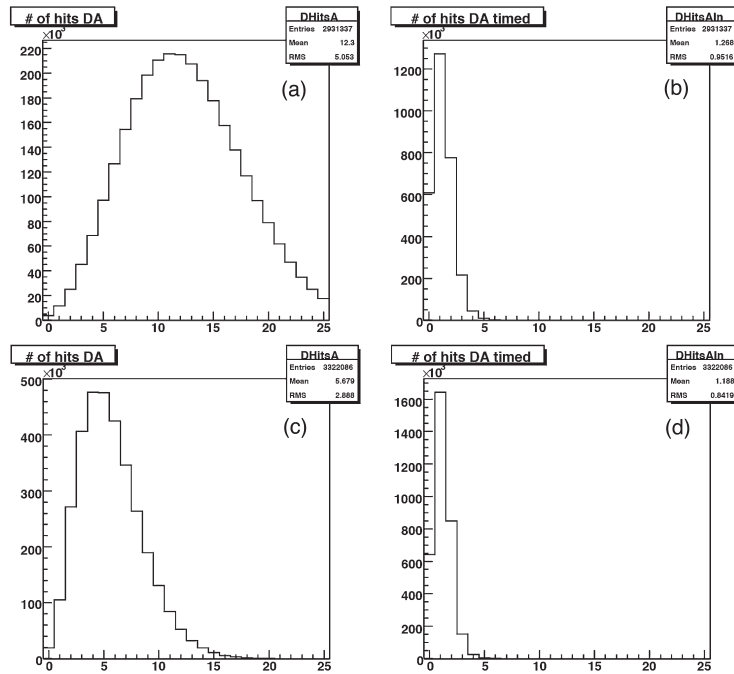 # of hits DA
DHitsA
Entries 2931337
Mean 12.3
RMS 5.053
×10³
220
200
180
160
140
120
100
80
60
40
20
0
0 5 10 15 20 25
(a)
# of hits DA timed
DHitsAIn
Entries 2931337
Mean 1.268
RMS 0.9516
×10³
1200
1000
800
600
400
200
0
0 5 10 15 20 25
(b)
# of hits DA
DHitsA
Entries 3322086
Mean 5.679
RMS 2.888
×10³
500
400
300
200
100
0
0 5 10 15 20 25
(c)
# of hits DA timed
DHitsAIn
Entries 3322086
Mean 1.188
RMS 0.8419
×10³
1600
1400
1200
1000
800
600
400
200
0
0 5 10 15 20 25
(d)